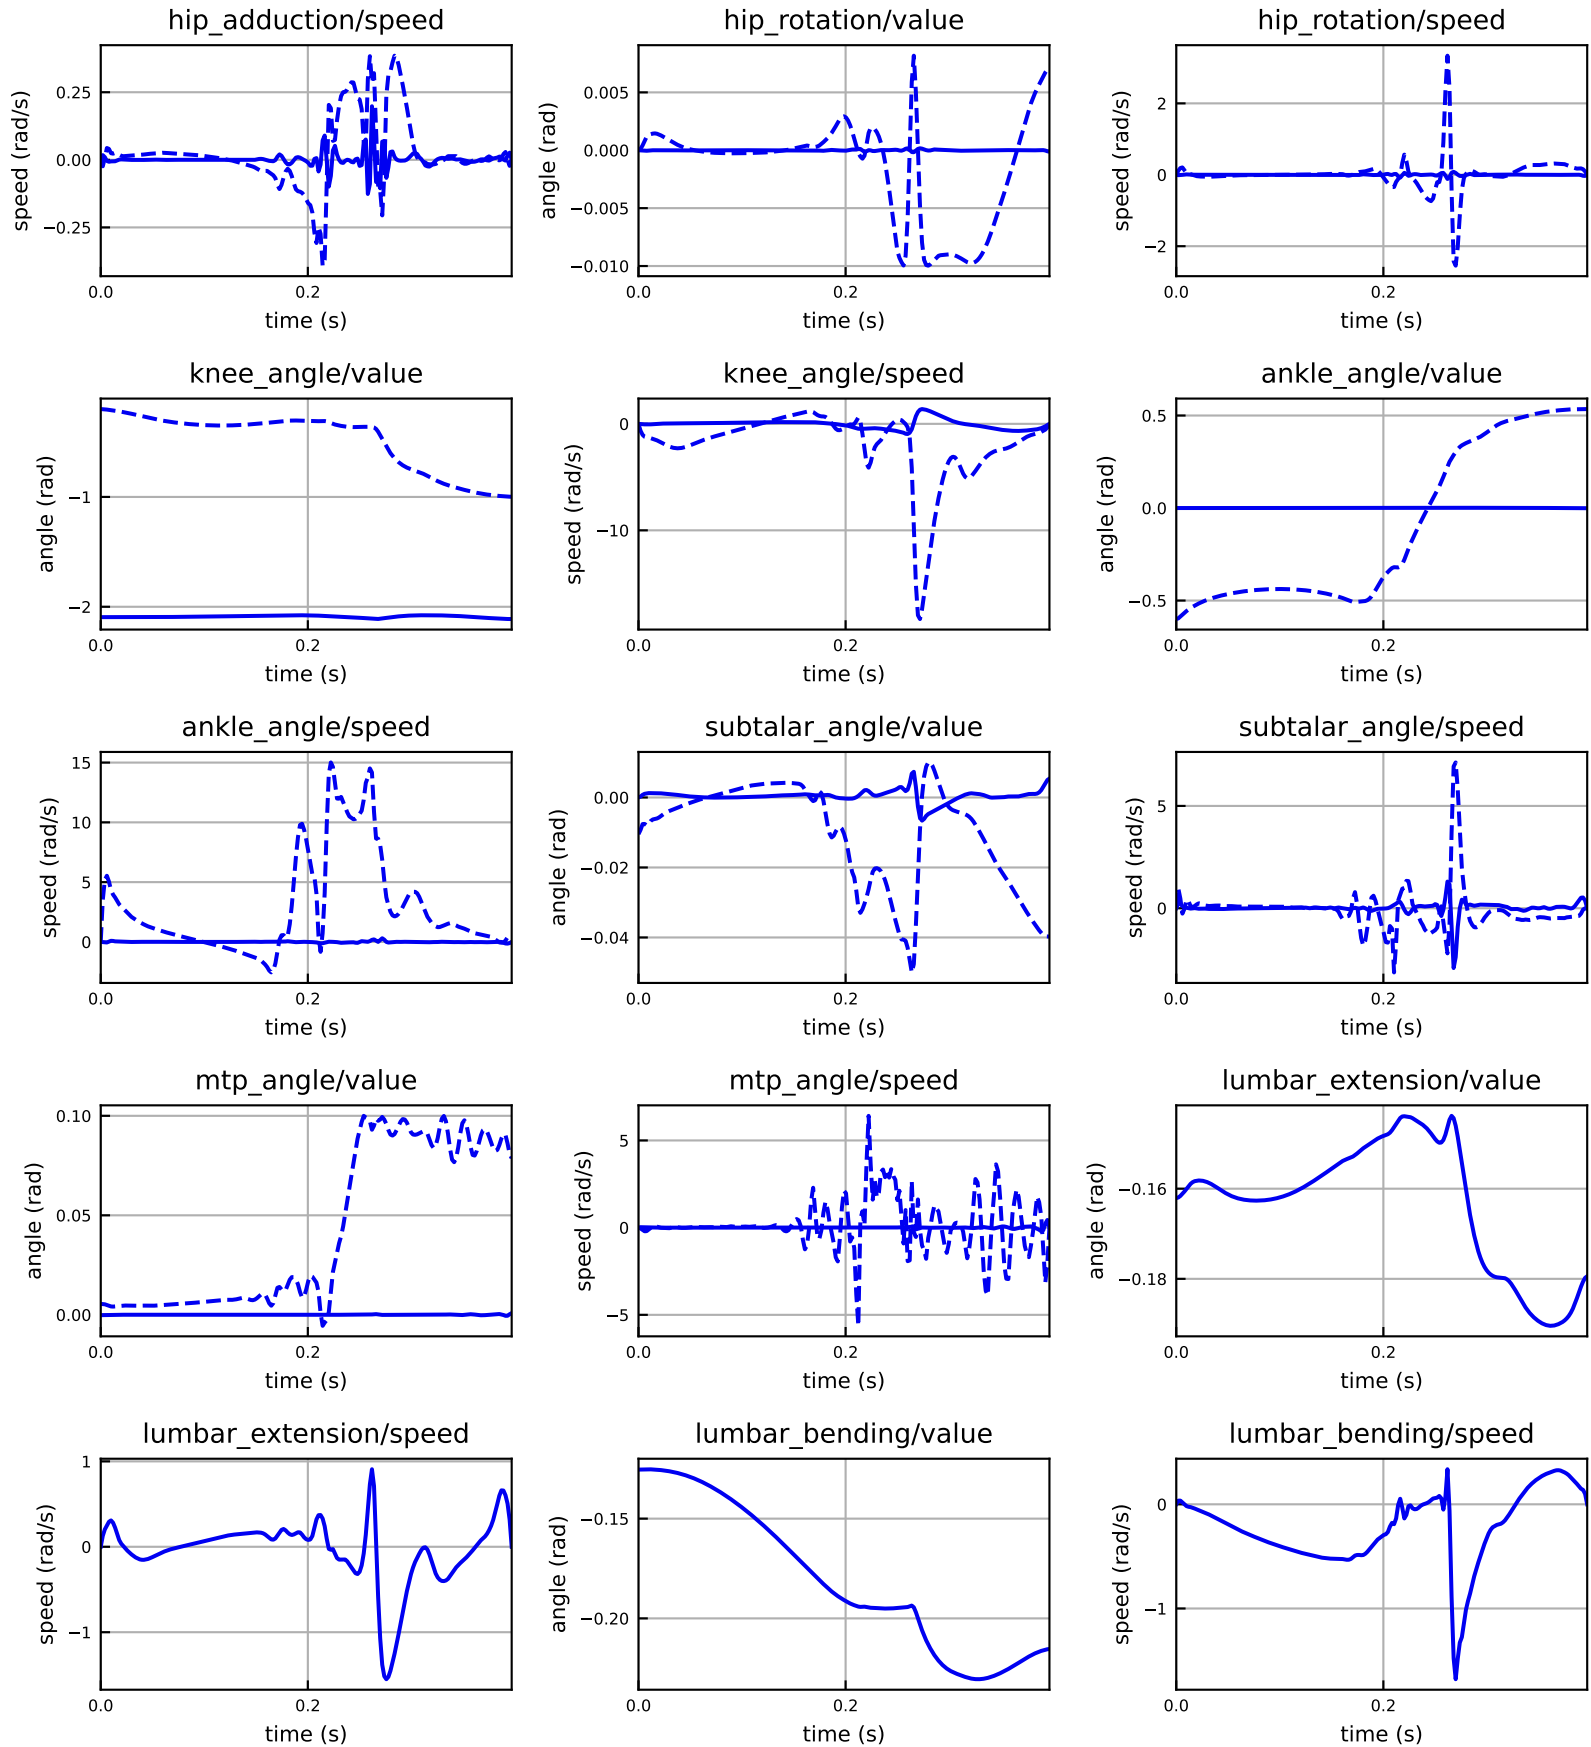 hip_adduction/speed
speed (rad/s)
0.25
0.00
−0.25
0.0
0.2
time (s)
hip_rotation/value
angle (rad)
0.005
0.000
−0.005
−0.010
0.0
0.2
time (s)
hip_rotation/speed
speed (rad/s)
2
0
−2
0.0
0.2
time (s)
knee_angle/value
angle (rad)
−1
−2
0.0
0.2
time (s)
knee_angle/speed
speed (rad/s)
0
−10
0.0
0.2
time (s)
ankle_angle/value
angle (rad)
0.5
0.0
−0.5
0.0
0.2
time (s)
ankle_angle/speed
speed (rad/s)
15
10
5
0
0.0
0.2
time (s)
subtalar_angle/value
angle (rad)
0.00
−0.02
−0.04
0.0
0.2
time (s)
subtalar_angle/speed
speed (rad/s)
5
0
0.0
0.2
time (s)
mtp_angle/value
angle (rad)
0.10
0.05
0.00
0.0
0.2
time (s)
mtp_angle/speed
speed (rad/s)
5
0
−5
0.0
0.2
time (s)
lumbar_extension/value
angle (rad)
−0.16
−0.18
0.0
0.2
time (s)
lumbar_extension/speed
speed (rad/s)
1
0
−1
0.0
0.2
time (s)
lumbar_bending/value
angle (rad)
−0.15
−0.20
0.0
0.2
time (s)
lumbar_bending/speed
speed (rad/s)
0
−1
0.0
0.2
time (s)